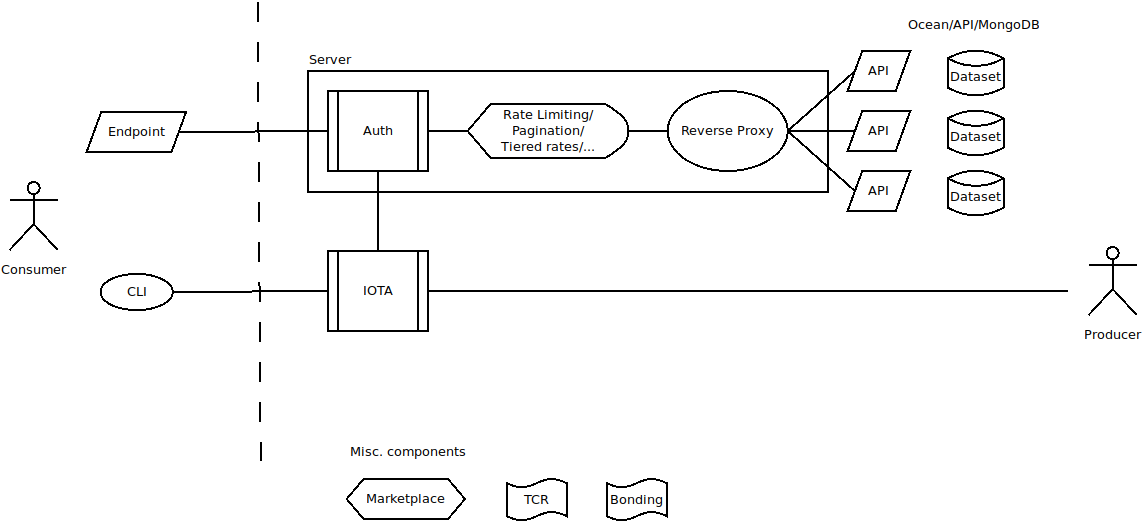 Ocean/API/MongoDB
Server
API
Dataset
Endpoint
Auth
Rate Limiting/
Pagination/
Tiered rates/...
Reverse Proxy
API
Dataset
API
Dataset
Consumer
CLI
IOTA
Producer
Misc. components
Marketplace
TCR
Bonding